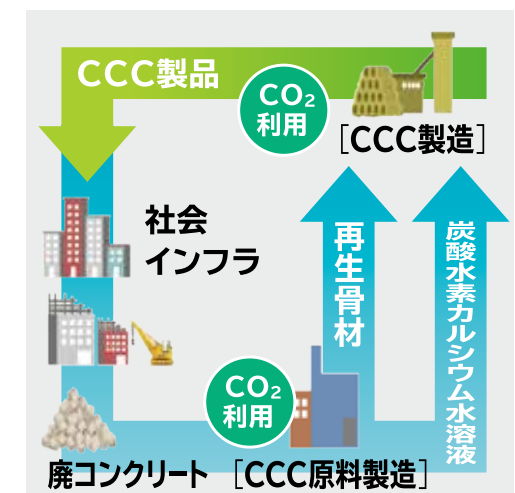 CCC製品
CO₂
利用
[CCC製造]
社会
インフラ
再生骨材
炭酸水素カルシウム水溶液
CO₂
利用
廃コンクリート
[CCC原料製造]